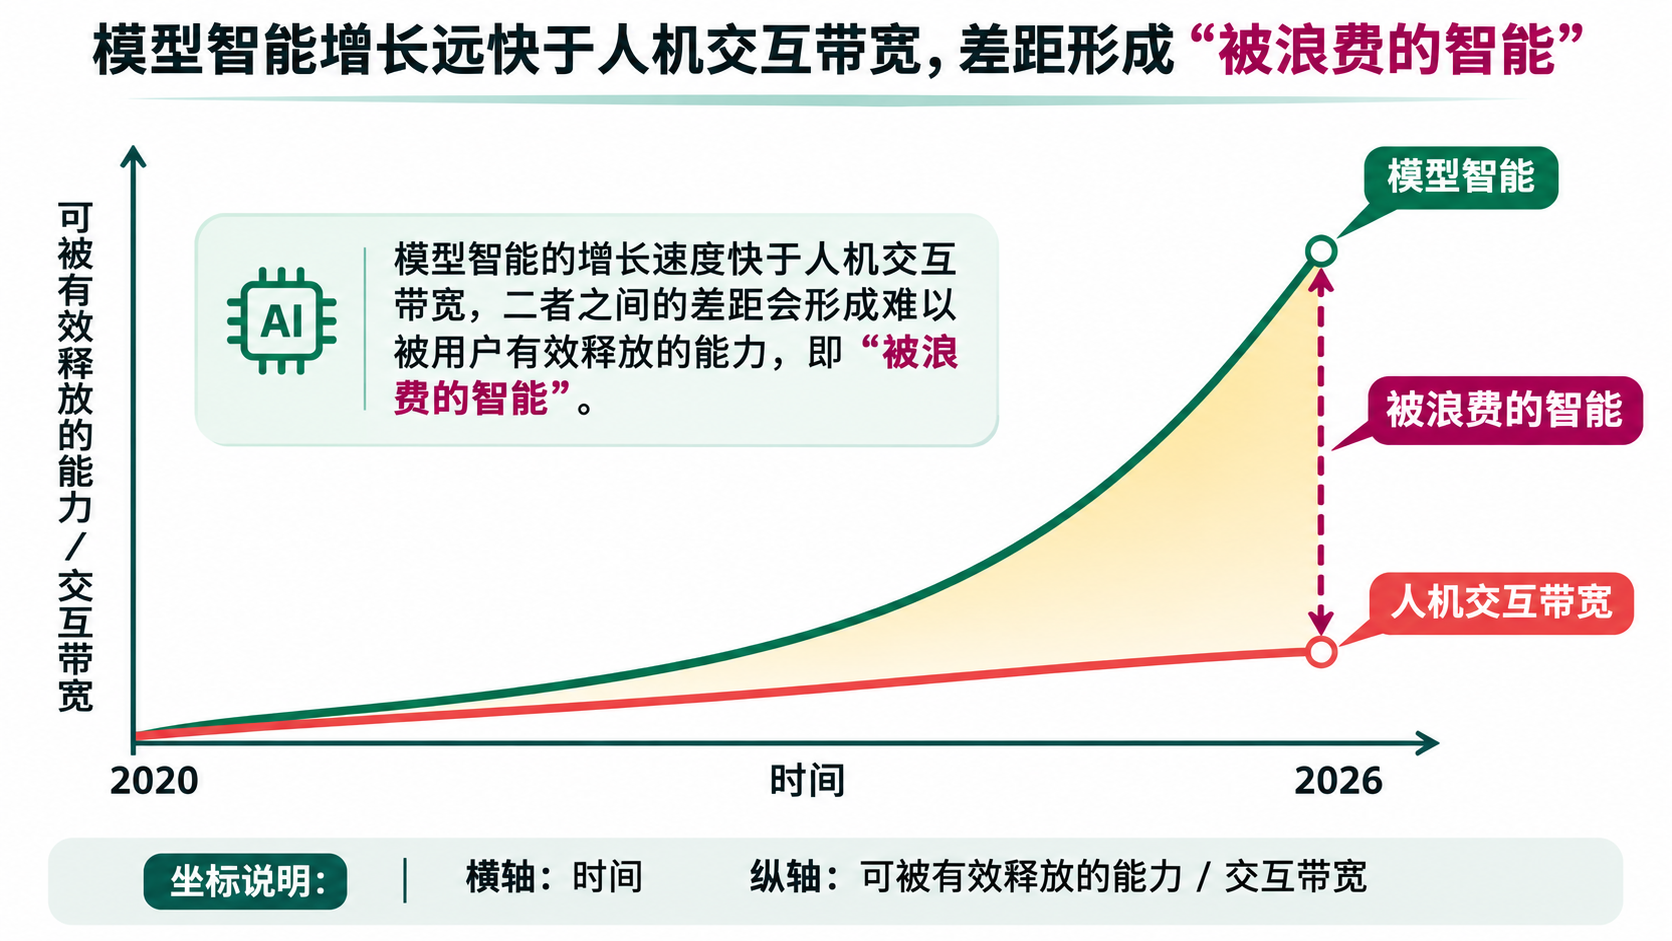 模型智能增长远快于人机交互带宽，差距形成“被浪费的智能”
可被有效释放的能力/交互带宽
AI
模型智能的增长速度快于人机交互
带宽，二者之间的差距会形成难以
被用户有效释放的能力，即“被浪
费的智能”。
模型智能
被浪费的智能
人机交互带宽
2020
时间
2026
坐标说明：
横轴：时间
纵轴：可被有效释放的能力 / 交互带宽